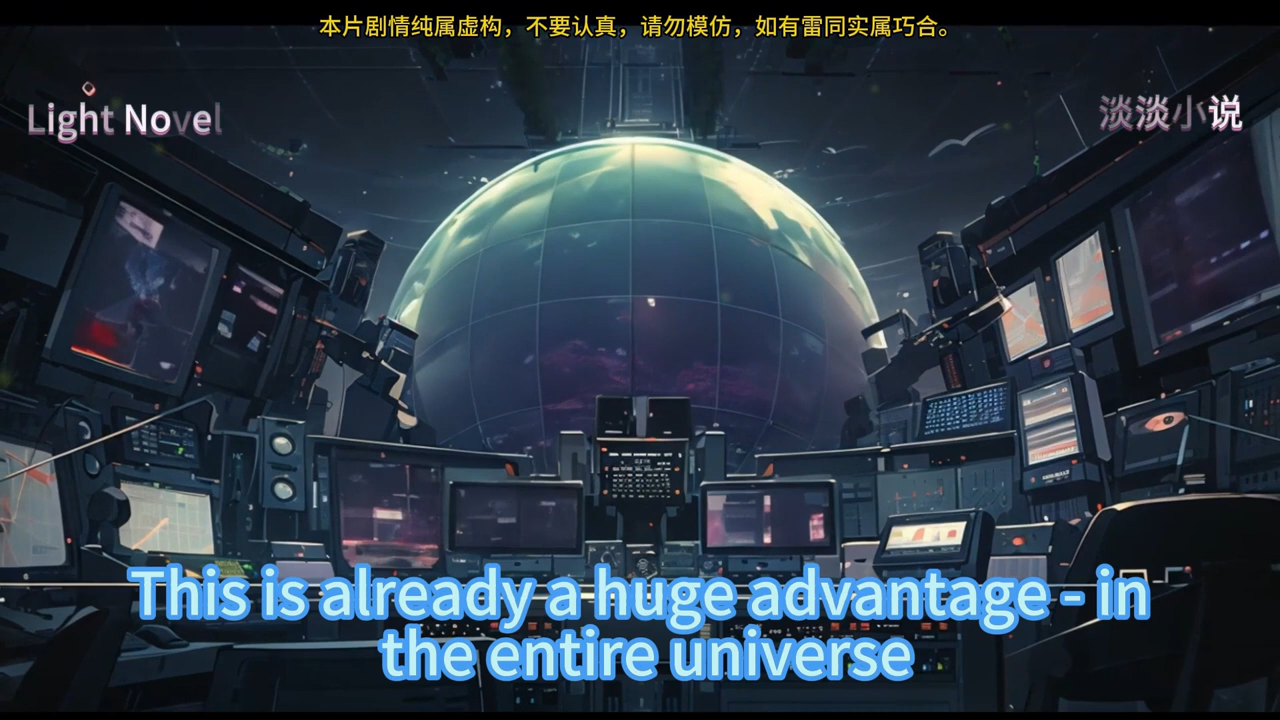 本片剧情纯属虚构，不要认真，请勿模仿，如有雷同实属巧合。
Light Novel
淡淡小说
This is already a huge advantage - in
the entire universe